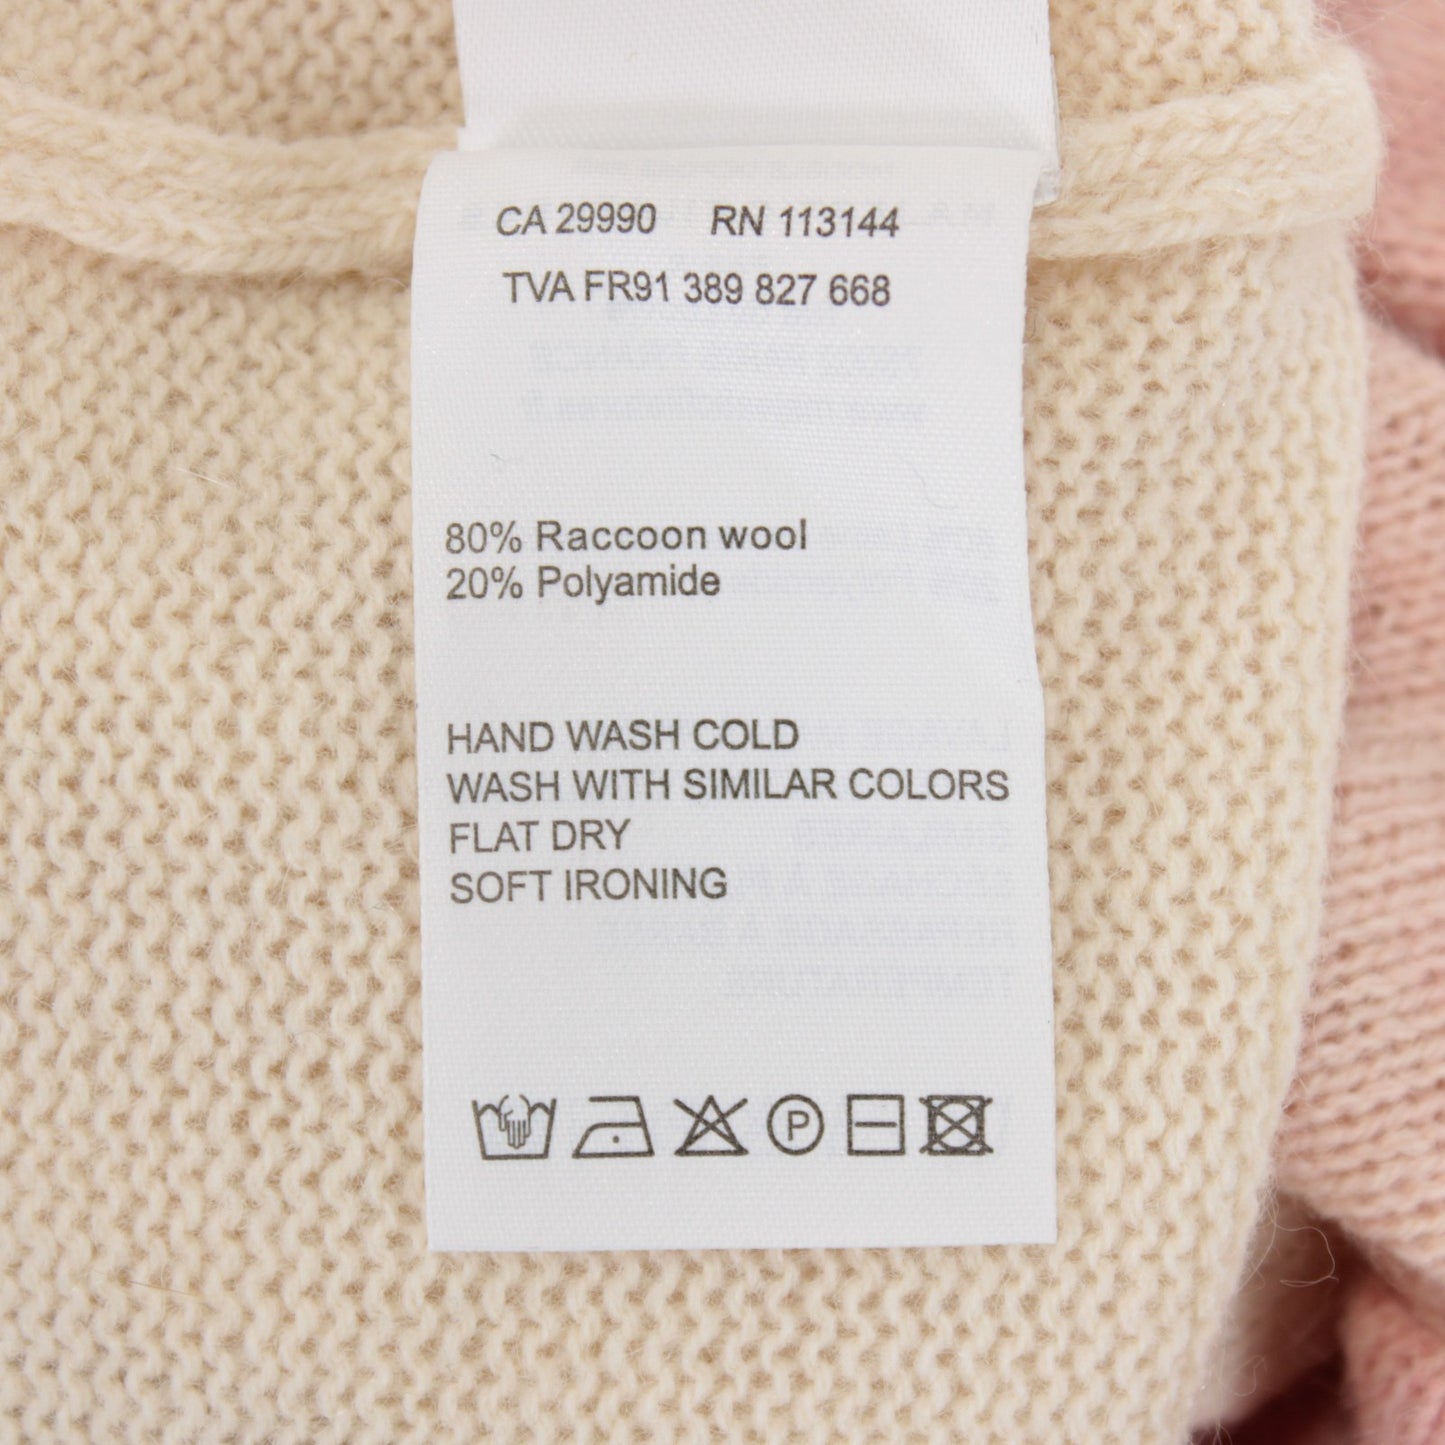 CA 29990 RN 113144
TVA FR91 389 827 668
80% Raccoon wool
20% Polyamide
HAND WASH COLD
WASH WITH SIMILAR COLORS
FLAT DRY
SOFT IRONING
P